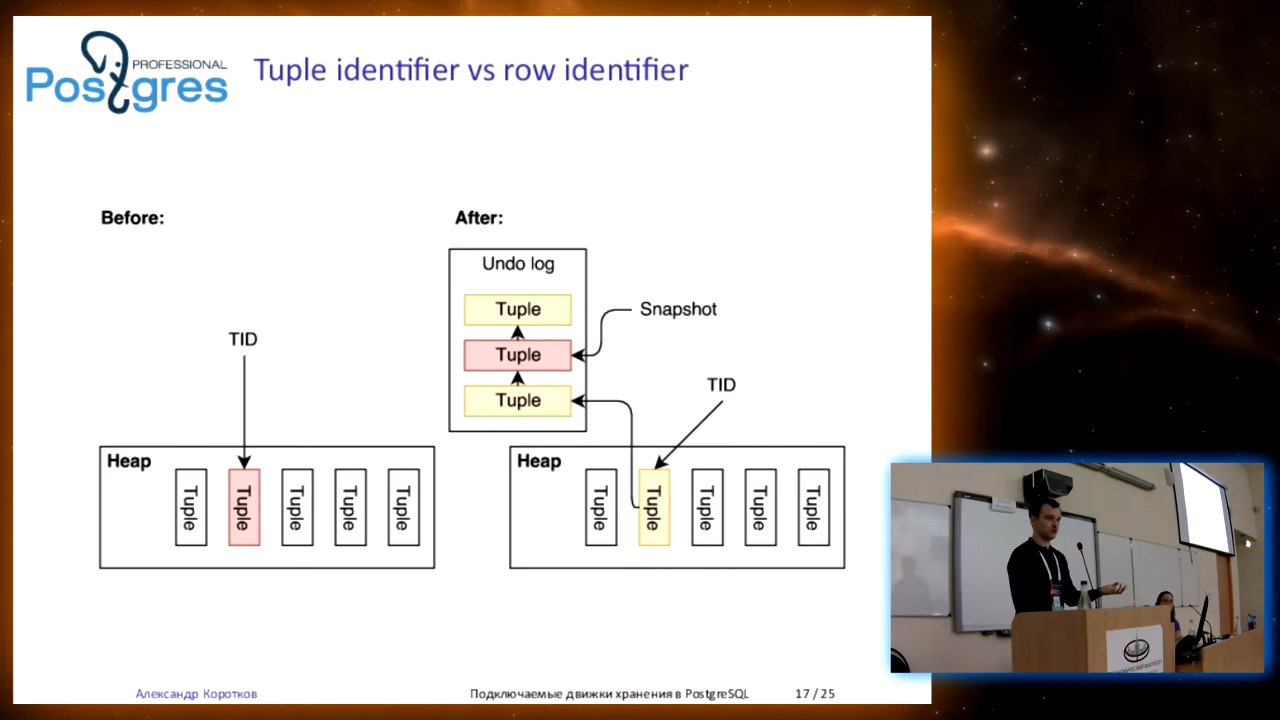 PROFESSIONAL
Postgres
Tuple identifier vs row identifier
Before:
After:
Undo log
Tuple
Snapshot
Tuple
Tuple
TID
TID
Heap
Tuple
Tuple
Tuple
Tuple
Tuple
Heap
Tuple
Tuple
Tuple
Tuple
Tuple
Александр Коротков
Подключаемые движки хранения в PostgreSQL
17 / 25